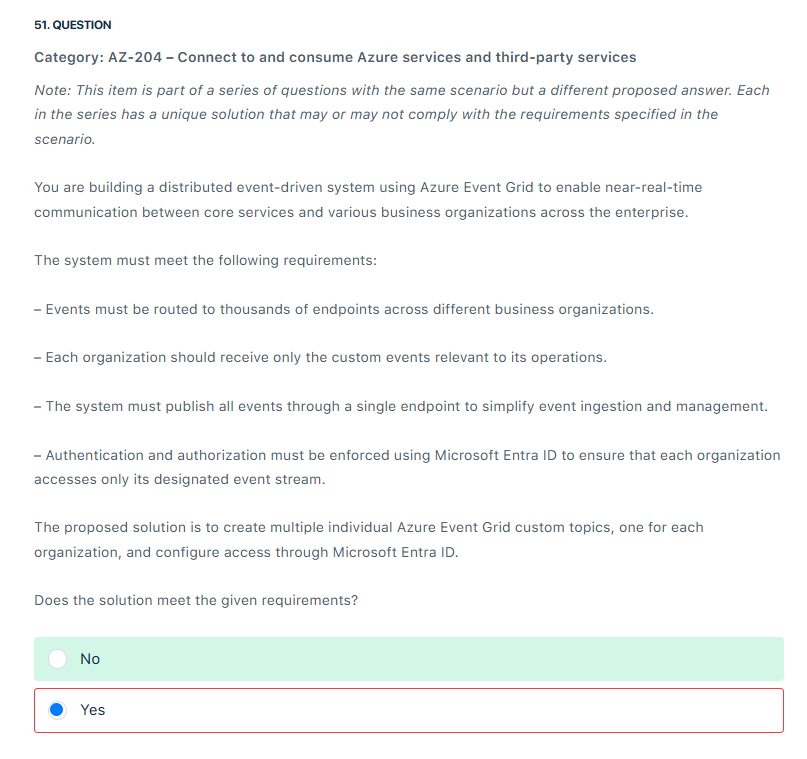 51. QUESTION
Category: AZ-204 – Connect to and consume Azure services and third-party services
Note: This item is part of a series of questions with the same scenario but a different proposed answer. Each
in the series has a unique solution that may or may not comply with the requirements specified in the
scenario.
You are building a distributed event-driven system using Azure Event Grid to enable near-real-time
communication between core services and various business organizations across the enterprise.
The system must meet the following requirements:
– Events must be routed to thousands of endpoints across different business organizations.
– Each organization should receive only the custom events relevant to its operations.
– The system must publish all events through a single endpoint to simplify event ingestion and management.
– Authentication and authorization must be enforced using Microsoft Entra ID to ensure that each organization
accesses only its designated event stream.
The proposed solution is to create multiple individual Azure Event Grid custom topics, one for each
organization, and configure access through Microsoft Entra ID.
Does the solution meet the given requirements?
No
Yes